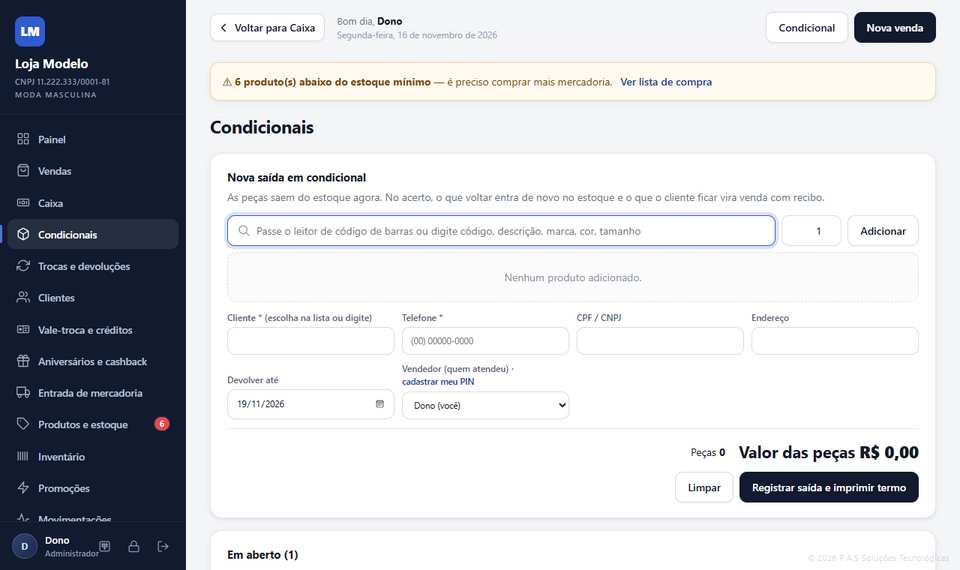 LM
Loja Modelo
CNPJ 11.222.333/0001-81
MODA MASCULINA
Painel
Vendas
Caixa
Condicionais
Trocas e devoluções
Clientes
Vale-troca e créditos
Aniversários e cashback
Entrada de mercadoria
Produtos e estoque 6
Inventário
Promoções
Movimentações
D
Dono
Administrador
Voltar para Caixa
Bom dia, Dono
Segunda-feira, 16 de novembro de 2026
Condicional
Nova venda
⚠ 6 produto(s) abaixo do estoque mínimo — é preciso comprar mais mercadoria. Ver lista de compra
Condicionais
Nova saída em condicional
As peças saem do estoque agora. No acerto, o que voltar entra de novo no estoque e o que o cliente ficar vira venda com recibo.
Passe o leitor de código de barras ou digite código, descrição, marca, cor, tamanho
1
Adicionar
Nenhum produto adicionado.
Cliente * (escolha na lista ou digite)
Telefone *
CPF / CNPJ
Endereço
(00) 00000-0000
Devolver até
Vendedor (quem atendeu) ·
cadastrar meu PIN
19/11/2026
Dono (você)
Peças 0
Valor das peças R$ 0,00
Limpar
Registrar saída e imprimir termo
Em aberto (1)
© 2026 F.A.S Soluções Tecnológicas